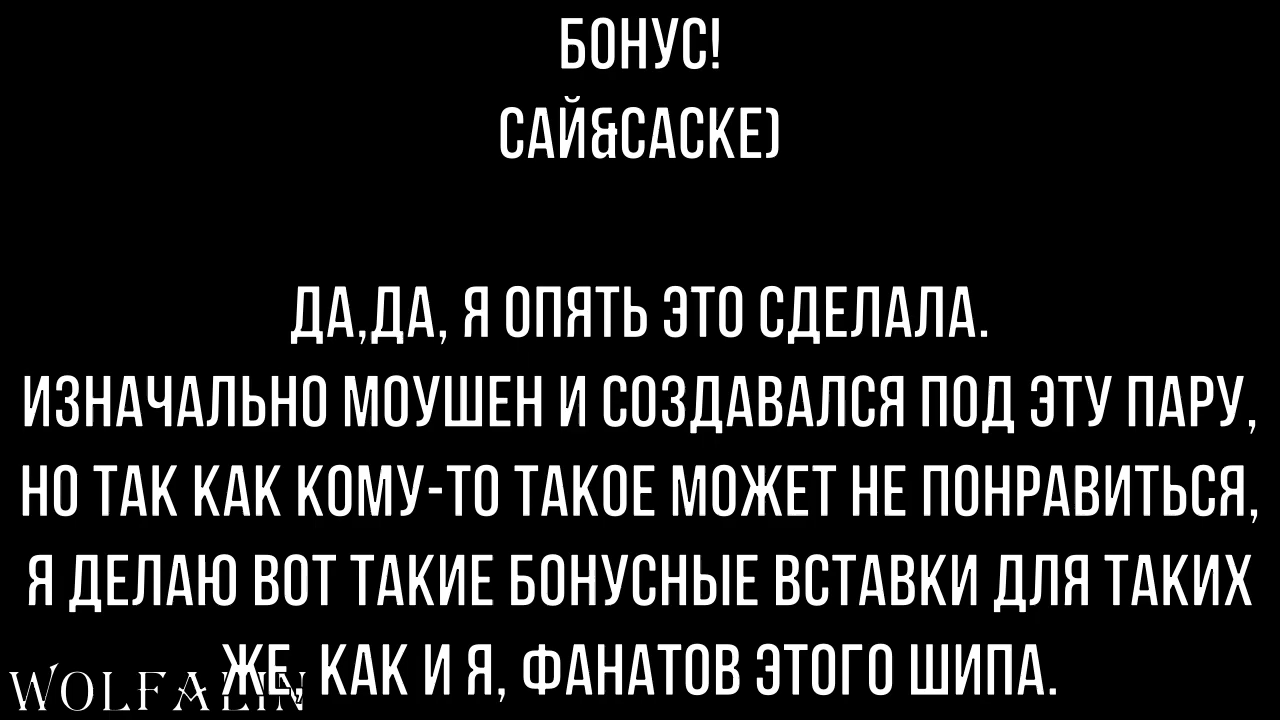 БОНУС!
САЙ&САСКЕ)
ДА,ДА, Я ОПЯТЬ ЭТО СДЕЛАЛА.
ИЗНАЧАЛЬНО МОУШЕН И СОЗДАВАЛСЯ ПОД ЭТУ ПАРУ,
НО ТАК КАК КОМУ-ТО ТАКОЕ МОЖЕТ НЕ ПОНРАВИТЬСЯ,
Я ДЕЛАЮ ВОТ ТАКИЕ БОНУСНЫЕ ВСТАВКИ ДЛЯ ТАКИХ
ЖЕ, КАК И Я, ФАНАТОВ ЭТОГО ШИПА.
WOLFALIN